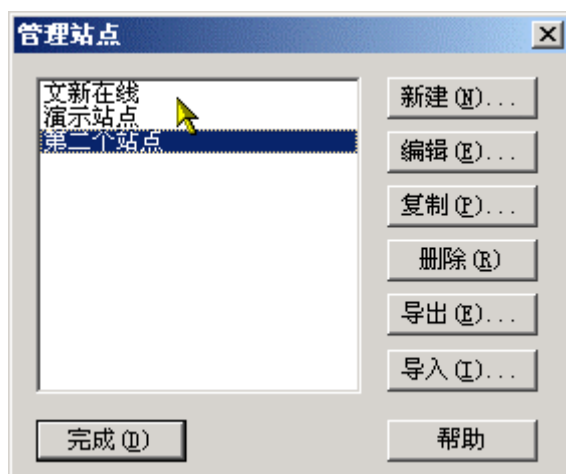 管理站点
文新在线
演示站点
第二个站点
新建(N)...
编辑(E)...
复制(P)...
删除(R)
导出(E)...
导入(I)...
完成(D)
帮助